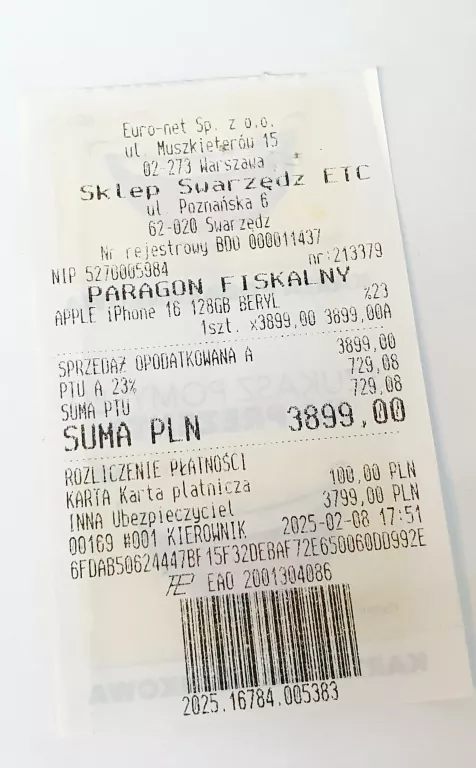 Euro-net Sp. z o.o.
ul. Muszkieterów 15
02-273 Warszawa
Sklep Swarzędz ETC
ul. Poznańska 6
62-020 Swarzędz
Nr rejestrowy BDO 000011437
NIP 5270005984 nr:213379
PARAGON FISKALNY
APPLE iPhone 16 128GB BERYL %23
1szt. x3899,00 3899,00A
SPRZEDAŻ OPODATKOWANA A 3899,00
PTU A 23% 729,08
SUMA PTU 729,08
SUMA PLN 3899,00
ROZLICZENIE PŁATNOŚCI
KARTA Karta płatnicza 100,00 PLN
INNA Ubezpieczyciel 3799,00 PLN
00169 #001 KIEROWNIK 2025-02-08 17:51
6FDAB50624447BF15F32DEBAF72E650060DD992E
EAO 2001304086
2025.16784.005383